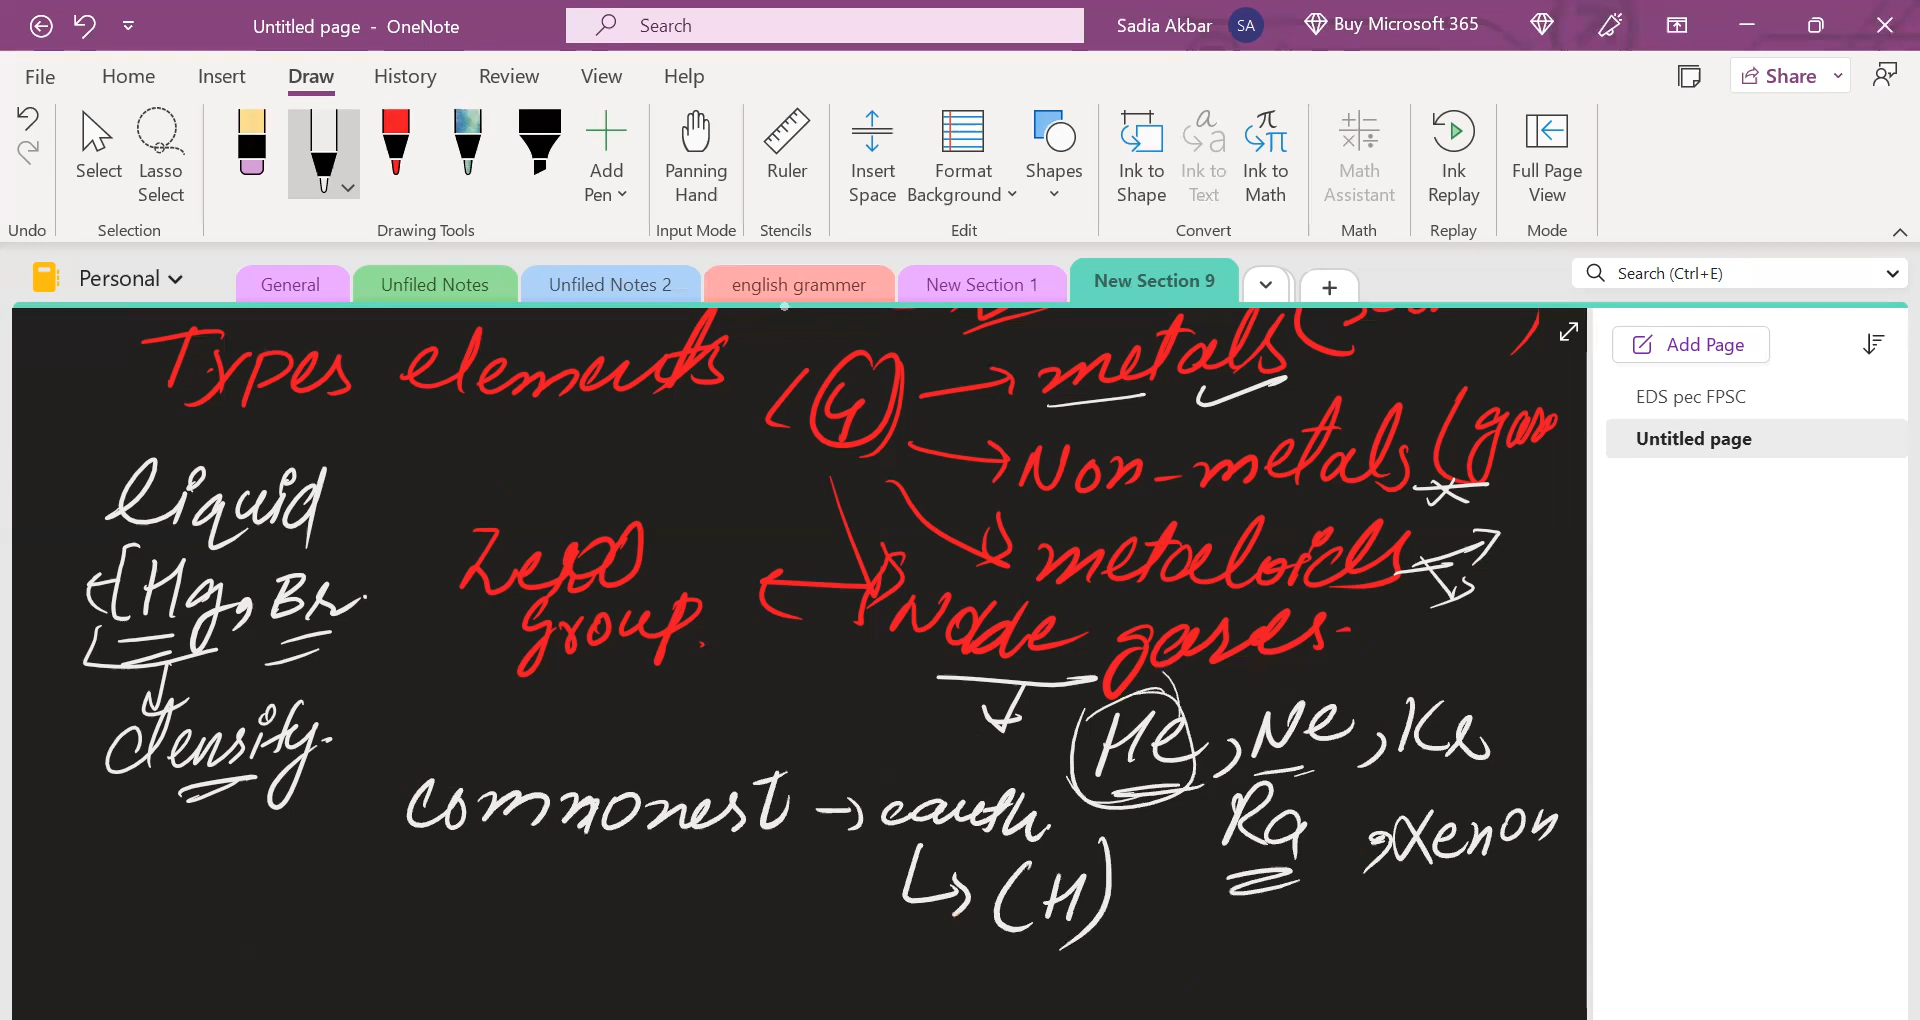 Untitled page - OneNote
Search
Sadia Akbar
SA
Buy Microsoft 365
File Home Insert Draw History Review View Help
Share
Select
Lasso Select
Add Pen
Panning Hand
Ruler
Insert Space
Format Background
Shapes
Ink to Shape
Ink to Text
Ink to Math
Math Assistant
Ink Replay
Full Page View
Undo Selection Drawing Tools Input Mode Stencils Edit Convert Math Replay Mode
Personal
General
Unfiled Notes
Unfiled Notes 2
english grammer
New Section 1
New Section 9
Search (Ctrl+E)
Add Page
EDS pec FPSC
Untitled page
Types elements
4 → metals
→ Non-metals (gas
metaloids
Noble gases.
Zero group.
liquid
Hg, Br.
density.
He, Ne, Kr
Ra, Xenon
commonest → earth
(H)